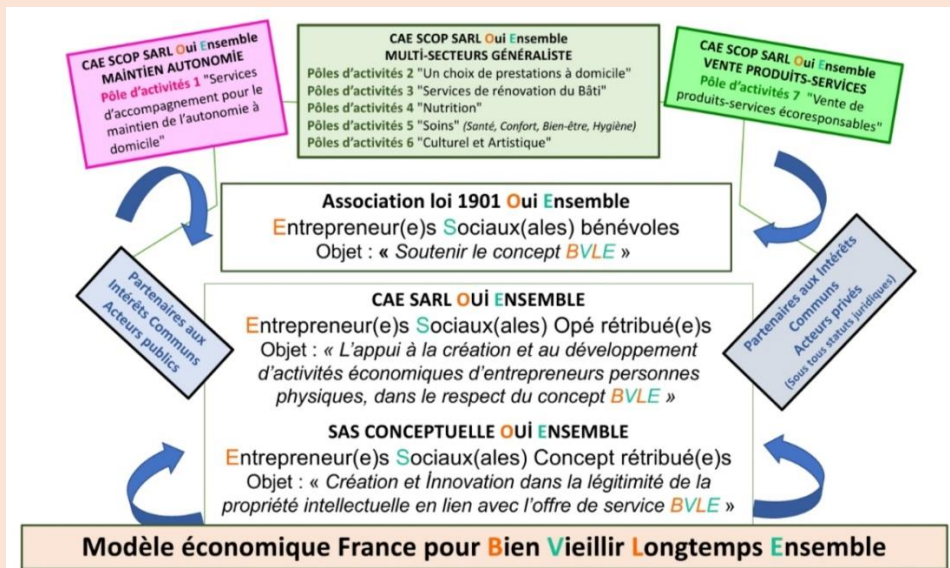 CAE SCOP SARL Oui Ensemble
MAİNTİEN AUTONOMİE
Pôle d'activités 1 "Services
d'accompagnement pour le
maintien de l'autonomie à
domicile"
CAE SCOP SARL Oui Ensemble
MULTI-SECTEURS GÉNÉRALİSTE
Pôles d'activités 2 "Un choix de prestations à domicile"
Pôles d'activités 3 "Services de rénovation du Bâti"
Pôles d'activités 4 "Nutrition"
Pôles d'activités 5 "Soins" (Santé, Confort, Bien-être, Hygiène)
Pôles d'activités 6 "Culturel et Artistique"
CAE SCOP SARL Oui Ensemble
VENTE PRODUITS-SERVICES
Pôle d'activités 7 "Vente de
produits-services écoresponsables"
Association loi 1901 Oui Ensemble
Entrepreneur(e)s Sociaux(ales) bénévoles
Objet : « Soutenir le concept BVLE »
Partenaires aux
Intérêts Communs
Acteurs publics
Partenaires aux Intérêts
Communs
Acteurs privés
(Sous tous statuts juridiques)
CAE SARL OUİ ENSEMBLE
Entrepreneur(e)s Sociaux(ales) Opé rétribué(e)s
Objet : « L'appui à la création et au développement
d'activités économiques d'entrepreneurs personnes
physiques, dans le respect du concept BVLE »
SAS CONCEPTUELLE OUİ ENSEMBLE
Entrepreneur(e)s Sociaux(ales) Concept rétribué(e)s
Objet : « Création et İnnovation dans la légitimité de la
propriété intellectuelle en lien avec l'offre de service BVLE »
Modèle économique France pour Bien Vieillir Longtemps Ensemble